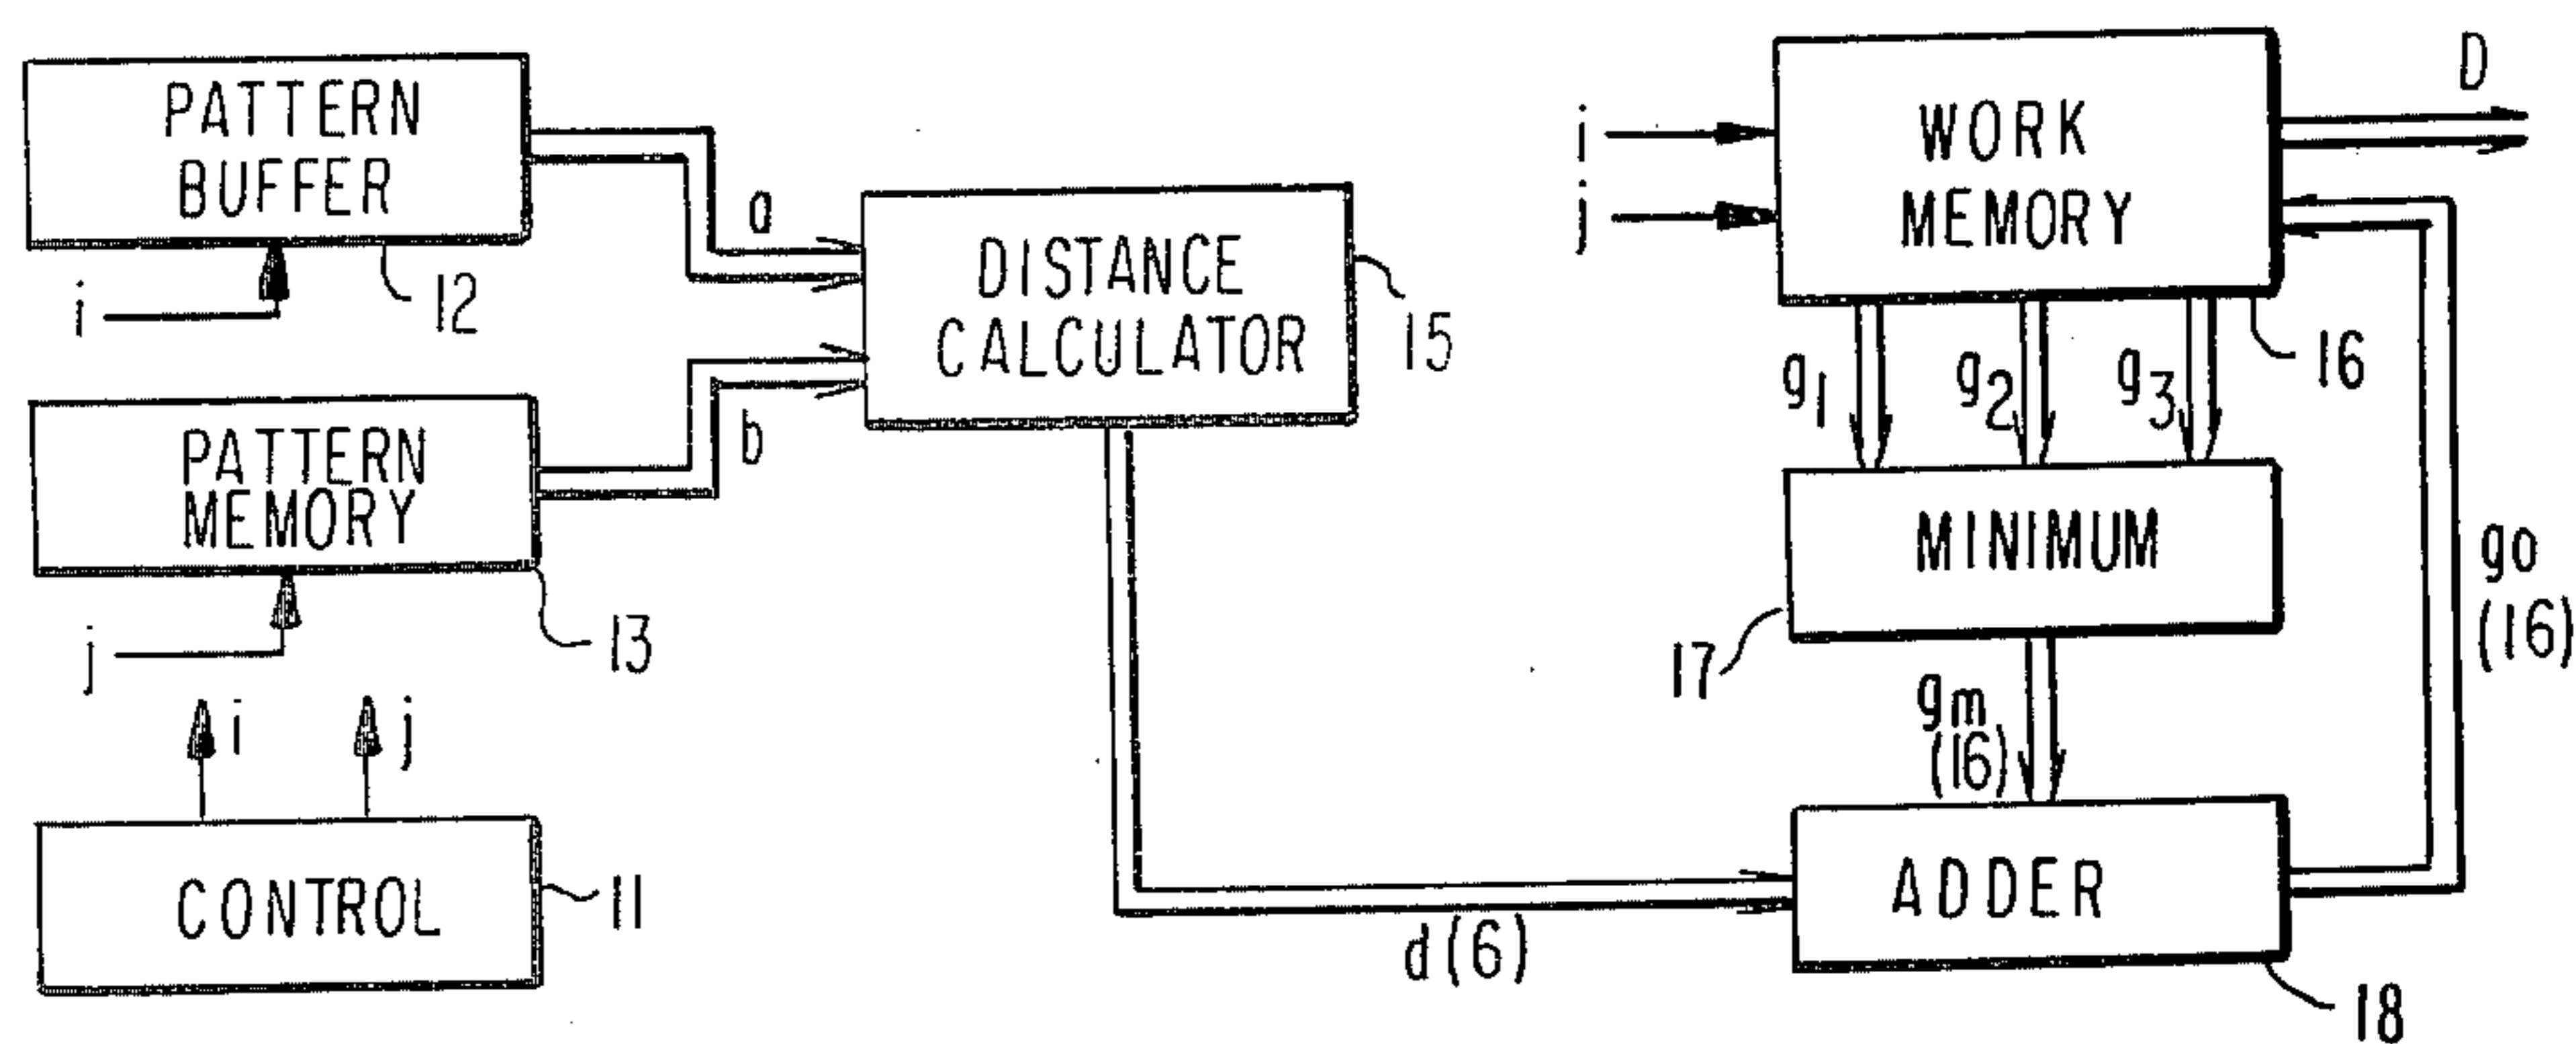 PATTERN
BUFFER
i
12
a
PATTERN
MEMORY
j
13
b
i
j
CONTROL
11
DISTANCE
CALCULATOR
15
d(6)
i
j
WORK
MEMORY
D
16
g1
g2
g3
MINIMUM
17
gm
(16)
go
(16)
ADDER
18